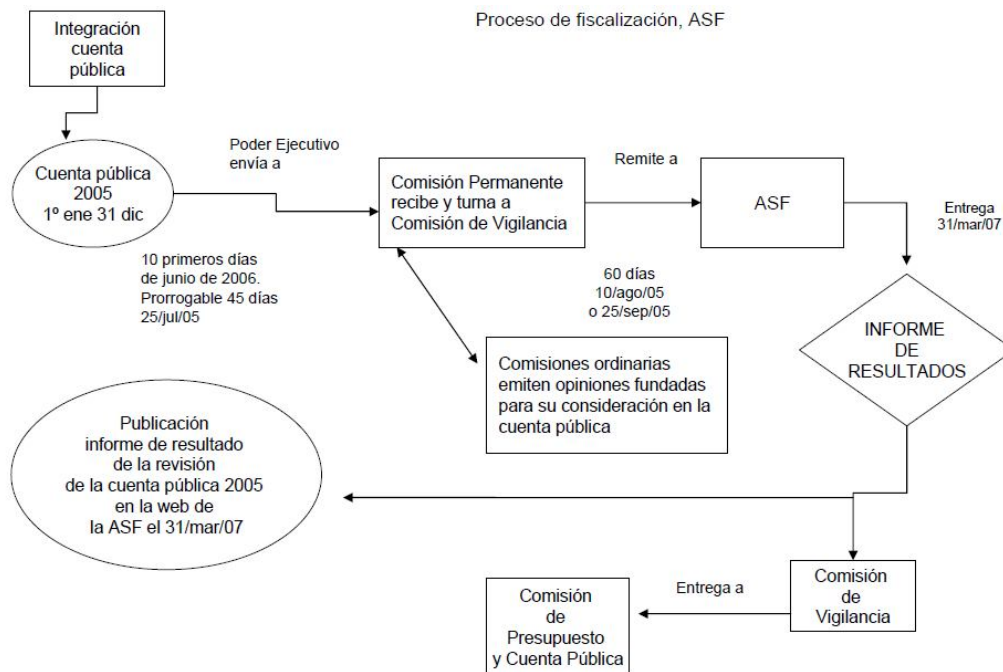 Proceso de fiscalización, ASF
Integración
cuenta
pública
Cuenta pública
2005
1º ene 31 dic
Poder Ejecutivo
envía a
10 primeros días
de junio de 2006.
Prorrogable 45 días
25/jul/05
Comisión Permanente
recibe y turna a
Comisión de Vigilancia
Remite a
ASF
60 días
10/ago/05
o 25/sep/05
Entrega
31/mar/07
Comisiones ordinarias
emiten opiniones fundadas
para su consideración en la
cuenta pública
INFORME
DE
RESULTADOS
Publicación
informe de resultado
de la revisión
de la cuenta pública 2005
en la web de
la ASF el 31/mar/07
Comisión
de
Vigilancia
Entrega a
Comisión
de
Presupuesto
y Cuenta Pública